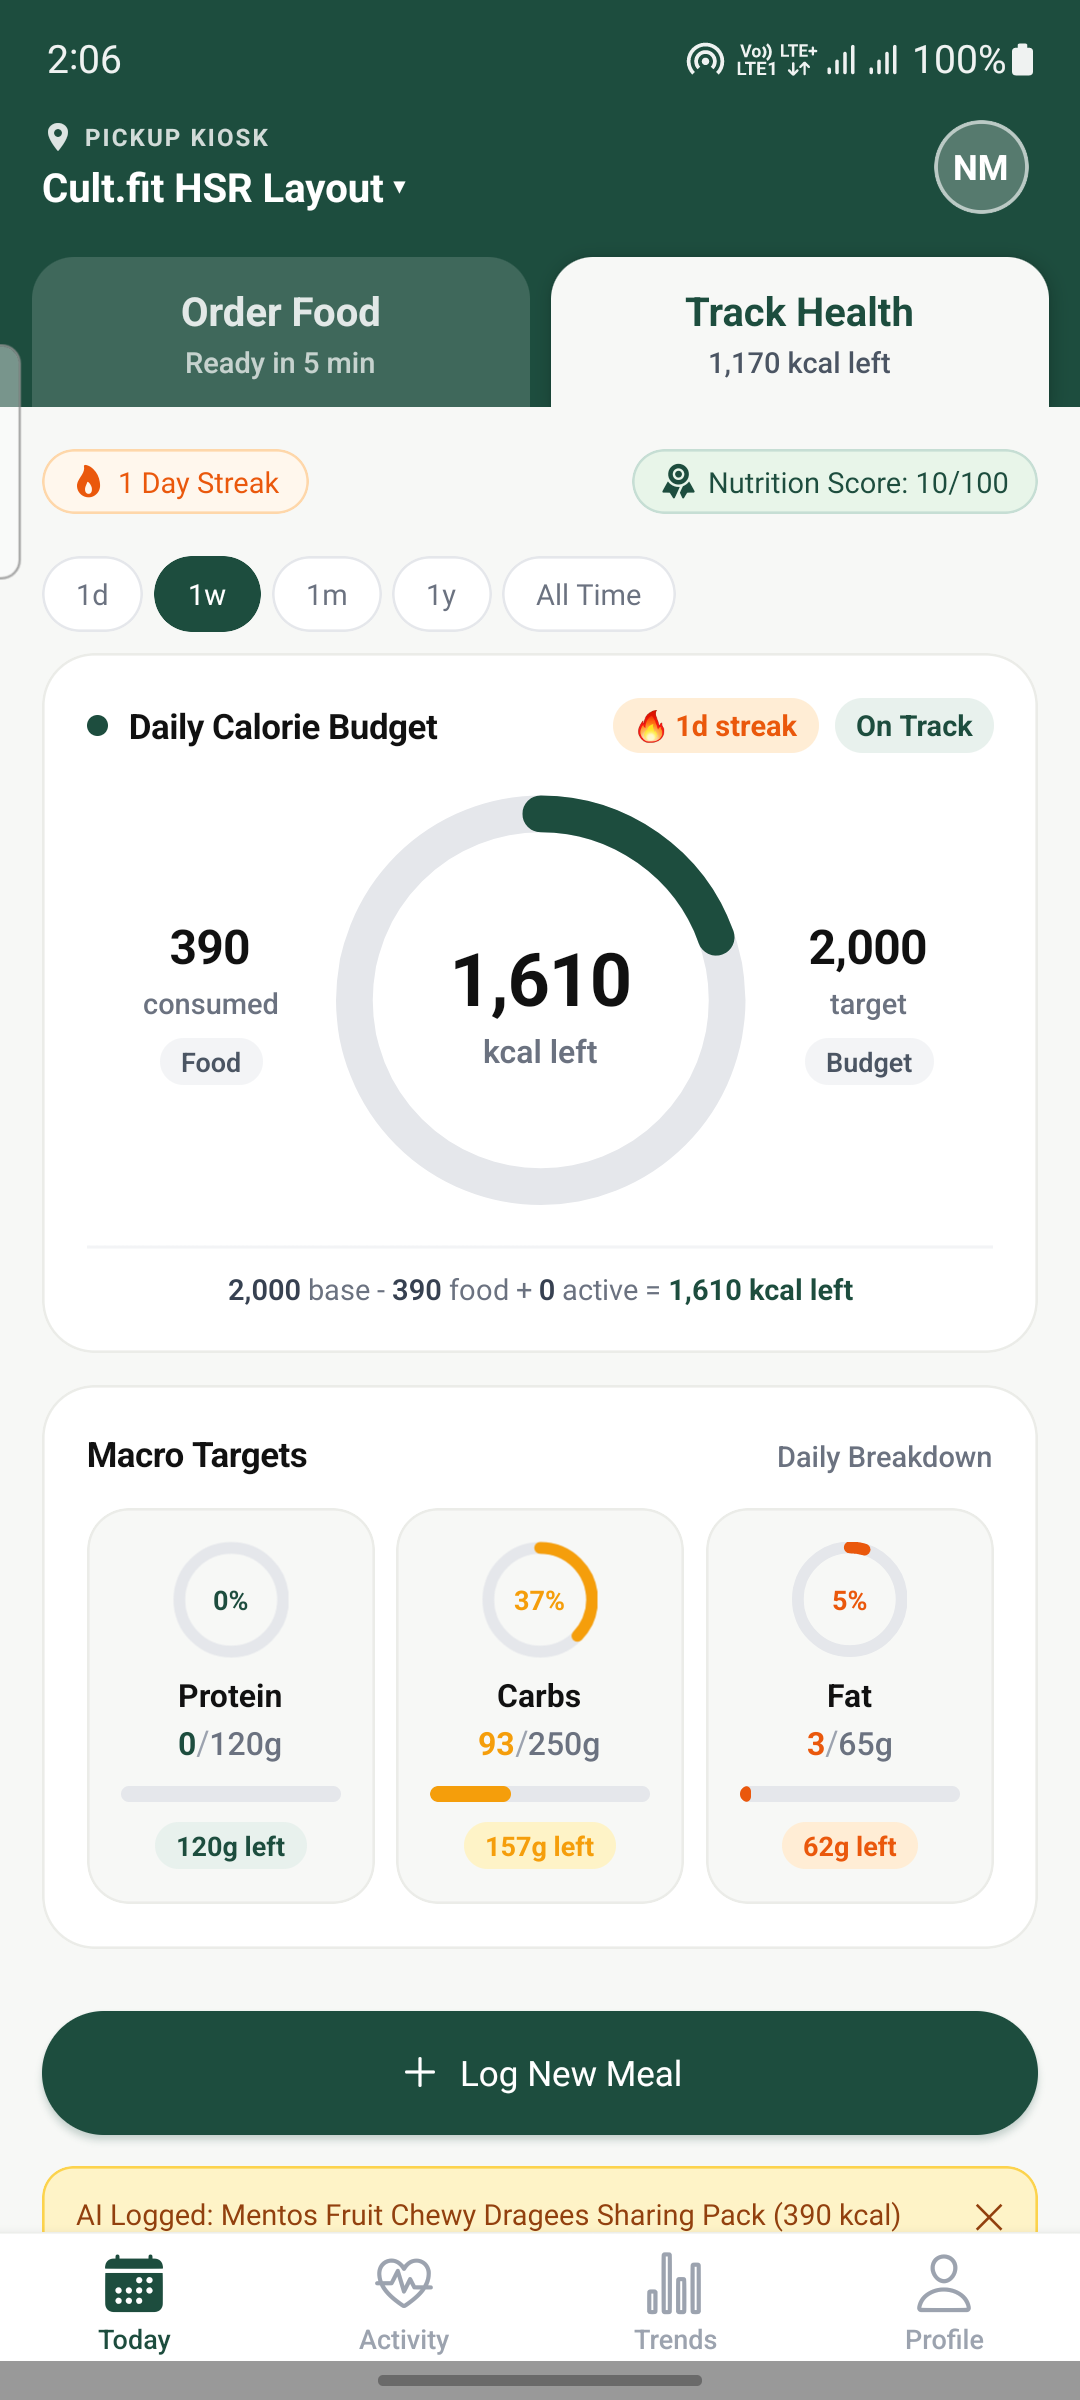 2:06
Vo)) LTE+
LTE1
100%
PICKUP KIOSK
Cult.fit HSR Layout
NM
Order Food
Ready in 5 min
Track Health
1,170 kcal left
1 Day Streak
Nutrition Score: 10/100
1d
1w
1m
1y
All Time
Daily Calorie Budget
🔥 1d streak
On Track
390
consumed
Food
1,610
kcal left
2,000
target
Budget
2,000 base - 390 food + 0 active = 1,610 kcal left
Macro Targets
Daily Breakdown
0%
Protein
0/120g
120g left
37%
Carbs
93/250g
157g left
5%
Fat
3/65g
62g left
+ Log New Meal
AI Logged: Mentos Fruit Chewy Dragees Sharing Pack (390 kcal)
Today
Activity
Trends
Profile